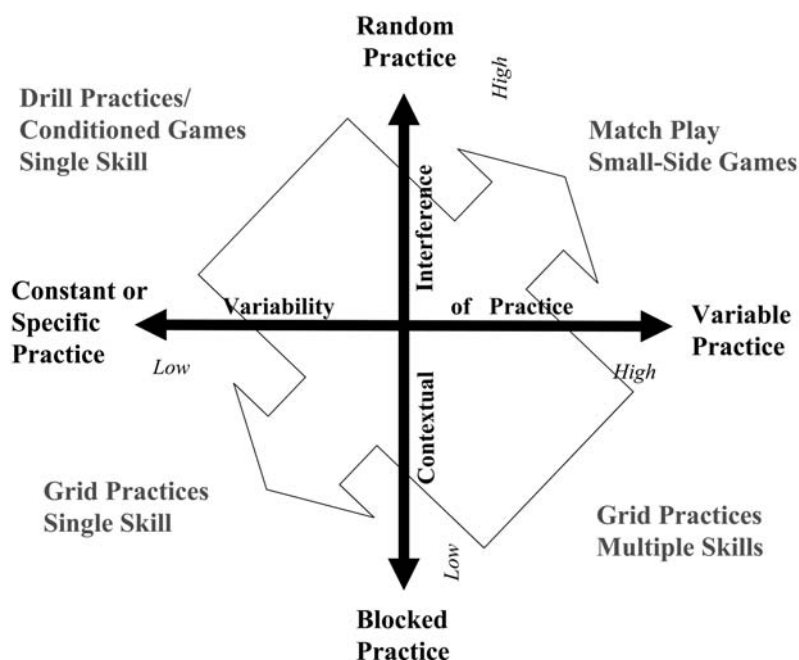 Random
Practice
High
Drill Practices/
Conditioned Games
Single Skill
Match Play
Small-Side Games
Interference
Constant or
Specific
Practice
Variability
of Practice
Variable
Practice
Low
High
Contextual
Grid Practices
Single Skill
Grid Practices
Multiple Skills
Low
Blocked
Practice